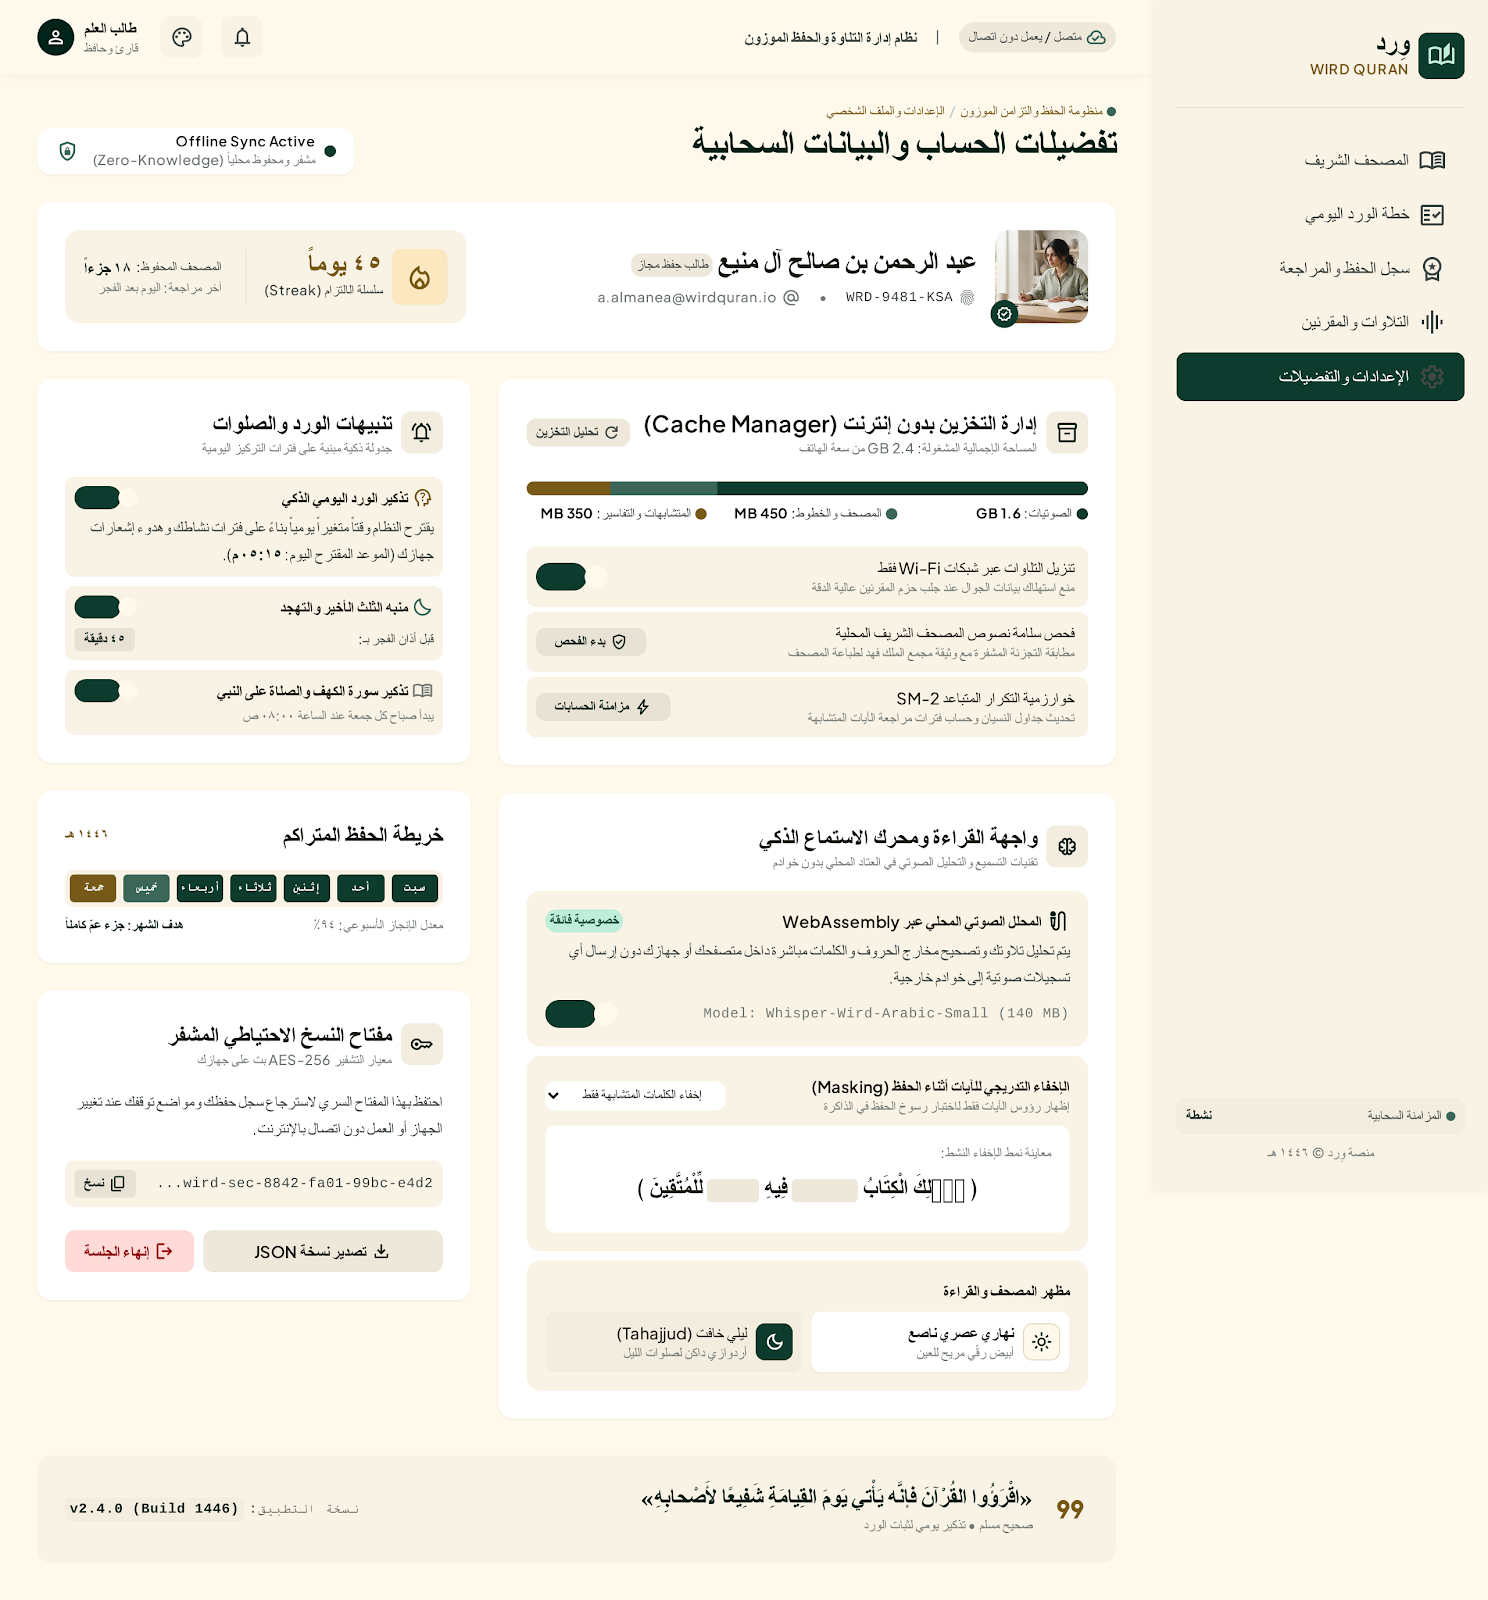 وِرد
WIRD QURAN
المصحف الشريف
خطة الورد اليومي
سجل الحفظ والمراجعة
التلاوات والمقرئين
الإعدادات والتفضيلات
المزامنة السحابية
نشطة
منصة وِرد © ١٤٤٦ هـ
متصل / يعمل دون اتصال
|
نظام إدارة التلاوة والحفظ الموزون
طالب العلم
قارئ وحافظ
منظومة الحفظ والتزامن الموزون / الإعدادات والملف الشخصي
تفضيلات الحساب والبيانات السحابية
Offline Sync Active
مشفر ومحفوظ محلياً (Zero-Knowledge)
عبد الرحمن بن صالح آل منيع
طالب حِفظ مجاز
WRD-9481-KSA • a.almanea@wirdquran.io
٤٥ يوماً
سلسلة الالتزام (Streak)
المصحف المحفوظ: ١٨ جزءاً
آخر مراجعة: اليوم بعد الفجر
إدارة التخزين بدون إنترنت (Cache Manager)
المساحة الإجمالية المشغولة: 2.4 GB من سعة الهاتف
تحليل التخزين
الصوتيات: 1.6 GB
المصحف والخطوط: 450 MB
المتشابهات والتفاسير: 350 MB
تنزيل التلاوات عبر شبكات Wi-Fi فقط
منع استهلاك بيانات الجوال عند جلب حزم المقرئين عالية الدقة
فحص سلامة نصوص المصحف الشريف المحلية
مطابقة التجزئة المشفرة مع وثيقة مجمع الملك فهد لطباعة المصحف
بدء الفحص
خوارزمية التكرار المتباعد SM-2
تحديث جداول النسيان وحساب فترات مراجعة الآيات المتشابهة
مزامنة الحسابات
واجهة القراءة ومحرك الاستماع الذكي
تقنيات التسميع والتحليل الصوتي في العتاد المحلي بدون خوادم
المحلل الصوتي المحلي عبر WebAssembly
خصوصية فائقة
يتم تحليل تلاوتك وتصحيح مخارج الحروف والكلمات مباشرة داخل متصفحك أو جهازك دون إرسال أي
تسجيلات صوتية إلى خوادم خارجية.
Model: Whisper-Wird-Arabic-Small (140 MB)
الإخفاء التدريجي للآيات أثناء الحفظ (Masking)
إظهار رؤوس الآيات فقط لاختبار رسوخ الحفظ في الذاكرة
إخفاء الكلمات المتشابهة فقط
معاينة نمط الإخفاء النشط:
( لِكَ الْكِتَابُ فِيهِ لِّلْمُتَّقِينَ )
مظهر المصحف والقراءة
نهاري عصري ناصع
أبيض رقّي مريح للعين
ليلي خافت (Tahajjud)
أردوازي داكن لصلوات الليل
تنبيهات الورد والصلوات
جدولة ذكية مبنية على فترات التركيز اليومية
تذكير الورد اليومي الذكي
يقترح النظام وقتاً متغيراً يومياً بناءً على فترات نشاطك وهدوء إشعارات
جهازك (الموعد المقترح اليوم: ٠٥:١٥م).
منبه الثلث الأخير والتهجد
قبل أذان الفجر بـ:
٤٥ دقيقة
تذكير سورة الكهف والصلاة على النبي
يبدأ صباح كل جمعة عند الساعة ٠٨:٠٠ ص
خريطة الحفظ المتراكم
١٤٤٦ هـ
سبت
أحد
إثنين
ثلاثاء
أربعاء
خميس
جمعة
معدل الإنجاز الأسبوعي: ٩٤٪
هدف الشهر: جزء عمّ كاملاً
مفتاح النسخ الاحتياطي المشفر
معيار التشفير AES-256 بت على جهازك
احتفظ بهذا المفتاح السري لاسترجاع سجل حفظك ومواضع توقفك عند تغيير
الجهاز أو العمل دون اتصال بالإنترنت.
wird-sec-8842-fa01-99bc-e4d2...
نسخ
تصدير نسخة JSON
إنهاء الجلسة
«اقْرَؤُوا القُرْآنَ فإنَّه يَأْتي يَومَ القِيامَةِ شَفِيعًا لأَصْحابِهِ»
صحيح مسلم • تذكير يومي لثبات الورد
نسخة التطبيق: v2.4.0 (Build 1446)